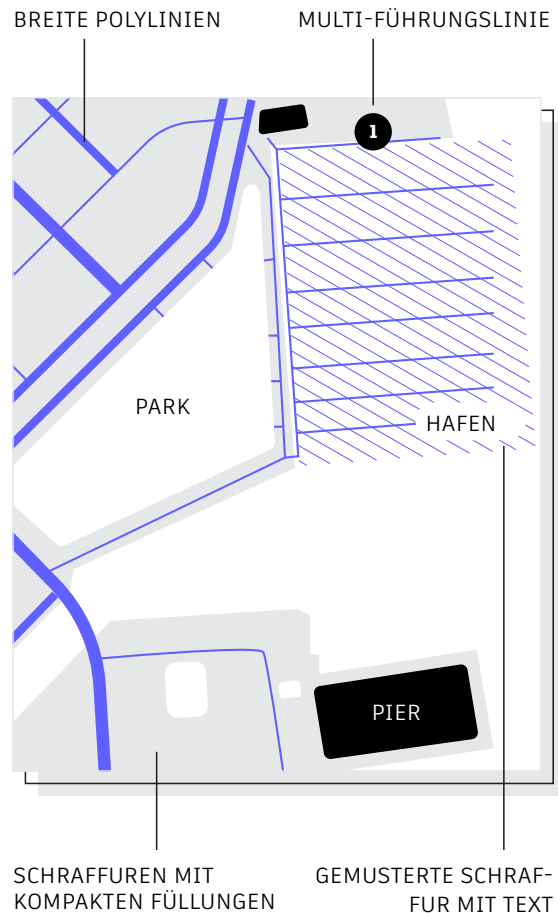 BREITE POLYLINIEN
MULTI-FÜHRUNGSLINIE
1
PARK
HAFEN
PIER
SCHRAFFUREN MIT
KOMPAKTEN FÜLLUNGEN
GEMUSTERTE SCHRAF-
FUR MIT TEXT